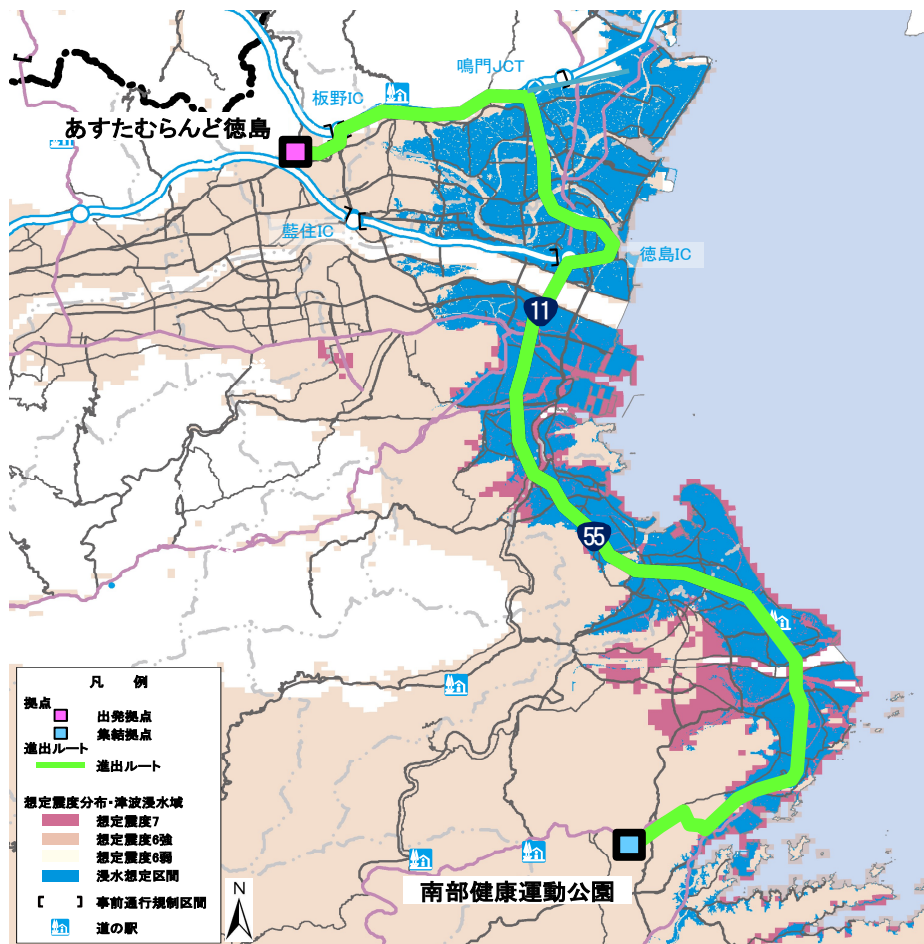 鳴門JCT
板野IC
あすたむらんど徳島
藍住IC
徳島IC
11
55
南部健康運動公園
凡 例
拠点
出発拠点
集結拠点
進出ルート
進出ルート
想定震度分布・津波浸水域
想定震度7
想定震度6強
想定震度6弱
浸水想定区間
[ ] 事前通行規制区間
道の駅
N